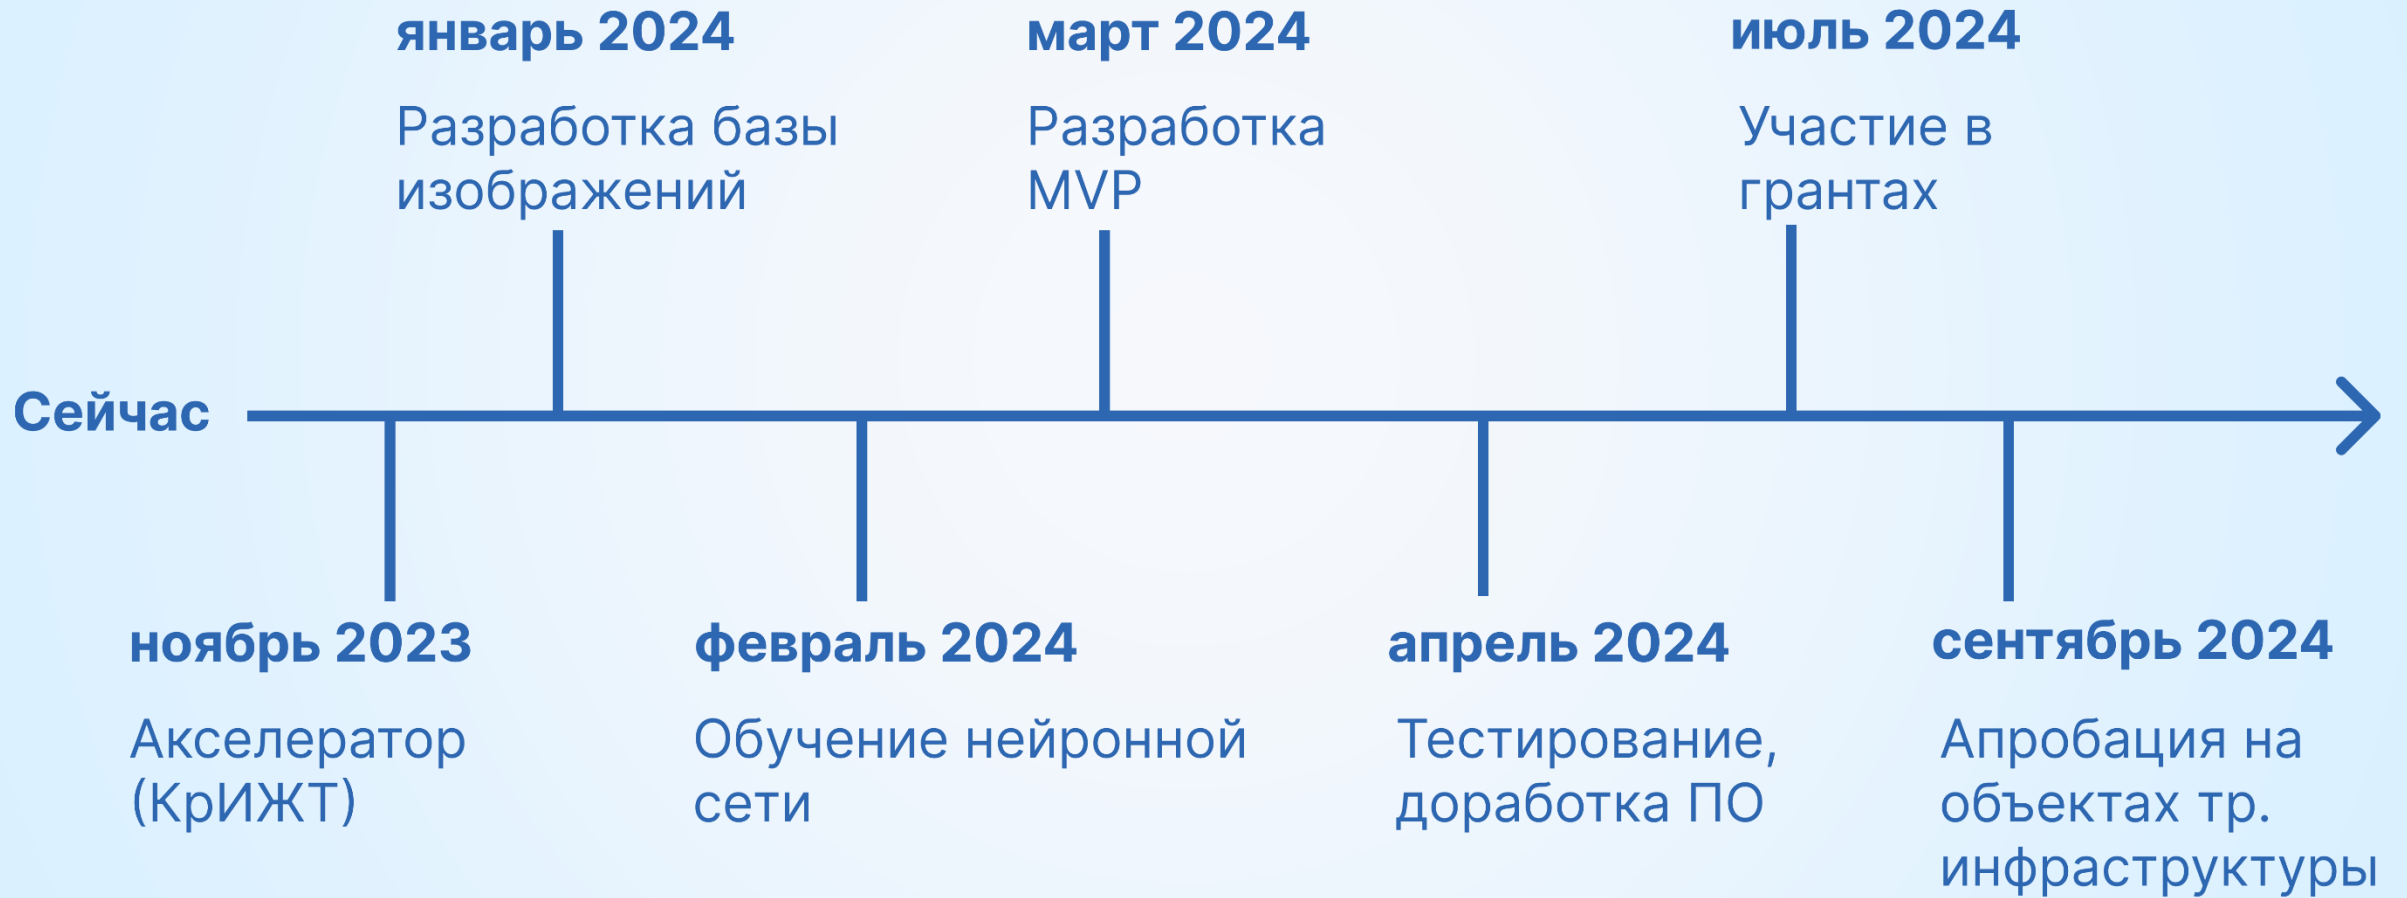 январь 2024
Разработка базы
изображений
март 2024
Разработка
MVP
июль 2024
Участие в
грантах
Сейчас
ноябрь 2023
Акселератор
(КрИЖТ)
февраль 2024
Обучение нейронной
сети
апрель 2024
Тестирование,
доработка ПО
сентябрь 2024
Апробация на
объектах тр.
инфраструктуры